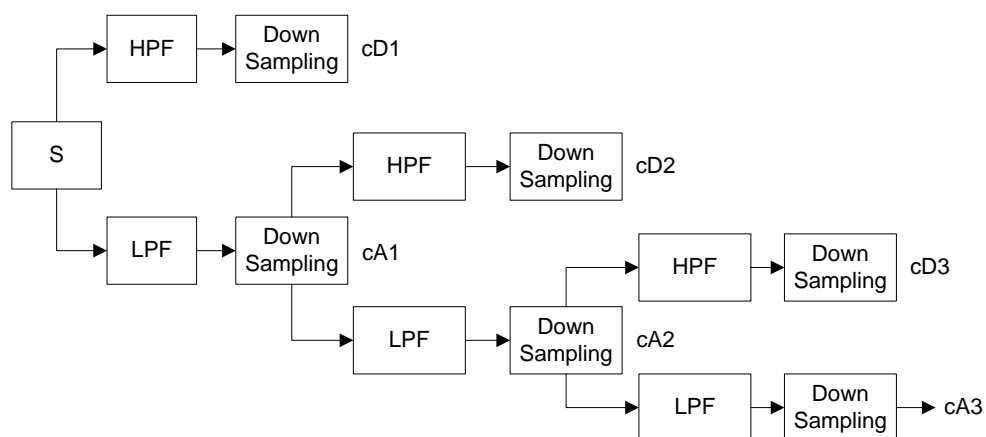 HPF
Down
Sampling
cD1
S
HPF
Down
Sampling
cD2
LPF
Down
Sampling
cA1
HPF
Down
Sampling
cD3
LPF
Down
Sampling
cA2
LPF
Down
Sampling
cA3